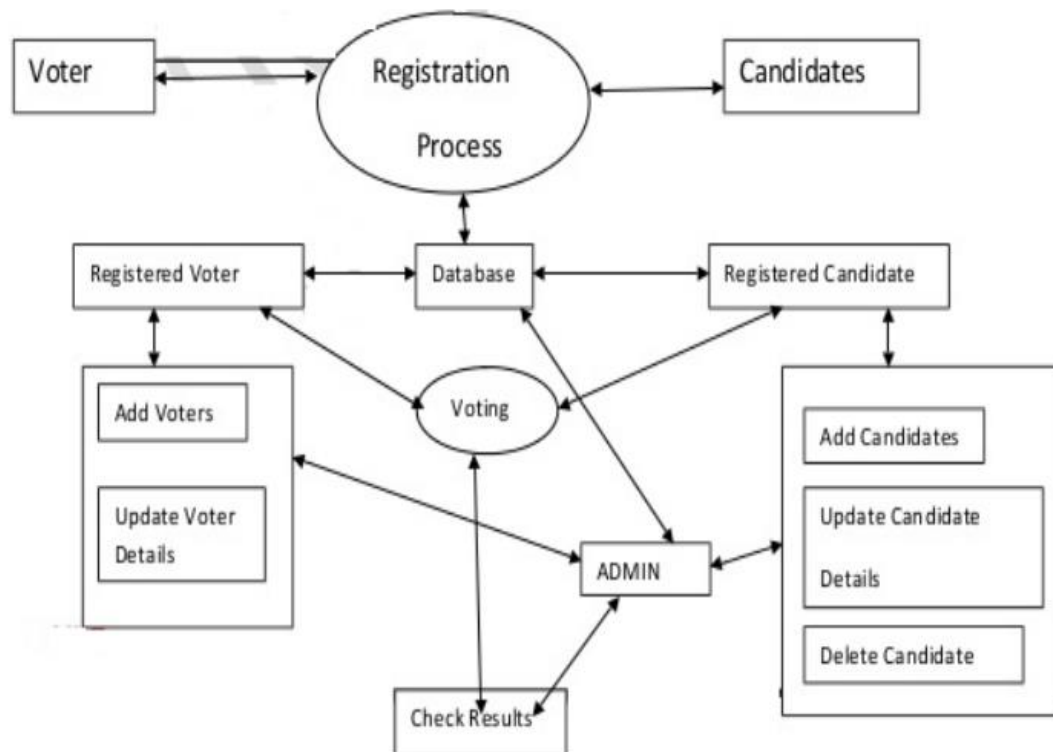 Voter
Registration
Process
Candidates
Registered Voter
Database
Registered Candidate
Add Voters
Voting
Add Candidates
Update Voter
Details
Update Candidate
Details
ADMIN
Delete Candidate
Check Results